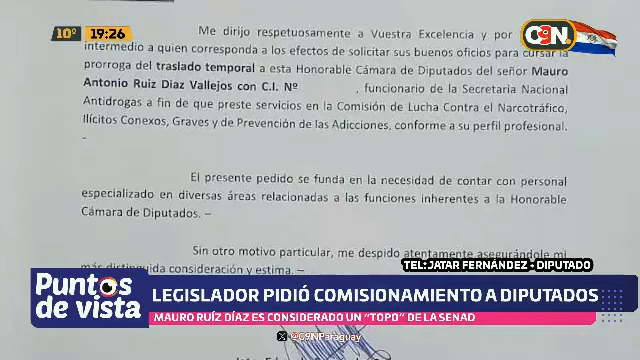 10°
19:26
C9N
Me dirijo respetuosamente a Vuestra Excelencia y por
intermedio a quien corresponda a los efectos de solicitar sus buenos oficios para cursar la
prorroga del traslado temporal a esta Honorable Cámara de Diputados del señor Mauro
Antonio Ruiz Diaz Vallejos con C.I. Nº , funcionario de la Secretaria Nacional
Antidrogas a fin de que preste servicios en la Comisión de Lucha Contra el Narcotráfico,
Ilícitos Conexos, Graves y de Prevención de las Adicciones, conforme a su perfil profesional.
-
El presente pedido se funda en la necesidad de contar con personal
especializado en diversas áreas relacionadas a las funciones inherentes a la Honorable
Cámara de Diputados. –
Sin otro motivo particular, me despido atentamente asegurándole mi
más distinguida consideración y estima. –
TEL: JATAR FERNÁNDEZ - DIPUTADO
Puntos
de vista
LEGISLADOR PIDIÓ COMISIONAMIENTO A DIPUTADOS
MAURO RUÍZ DÍAZ ES CONSIDERADO UN "TOPO" DE LA SENAD
X @C9NParaguay